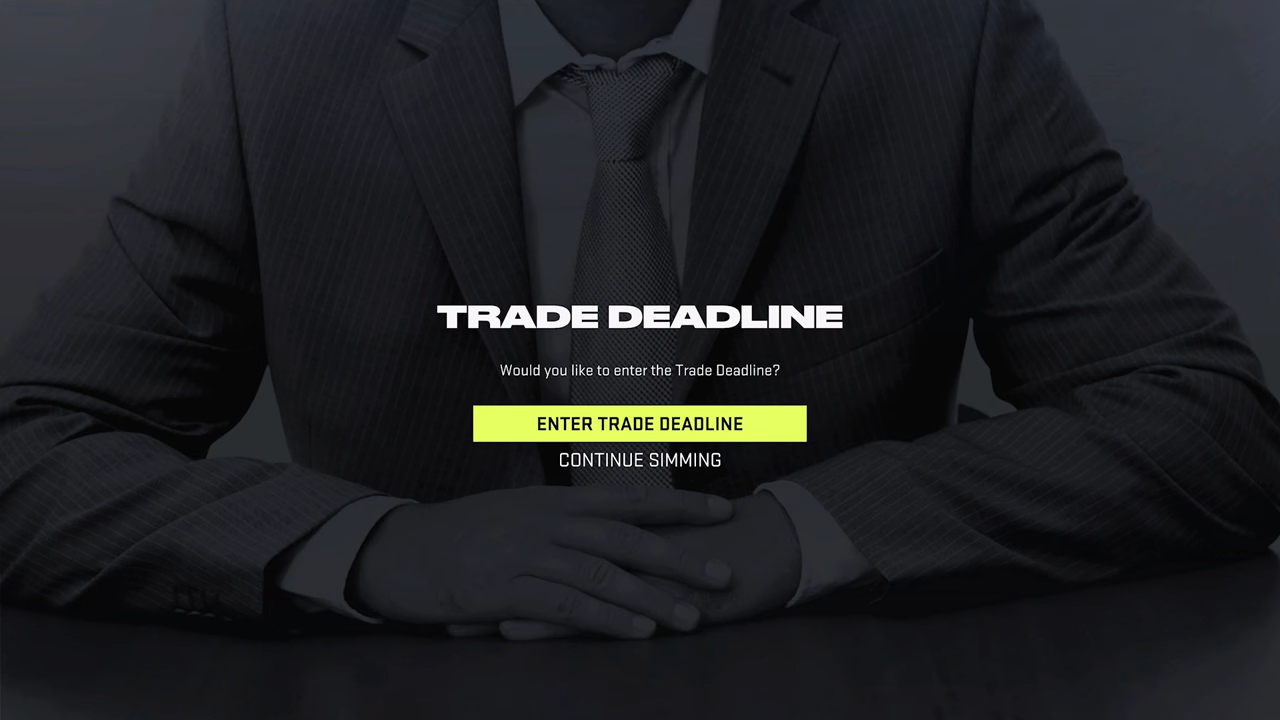 TRADE DEADLINE
Would you like to enter the Trade Deadline?
ENTER TRADE DEADLINE
CONTINUE SIMMING